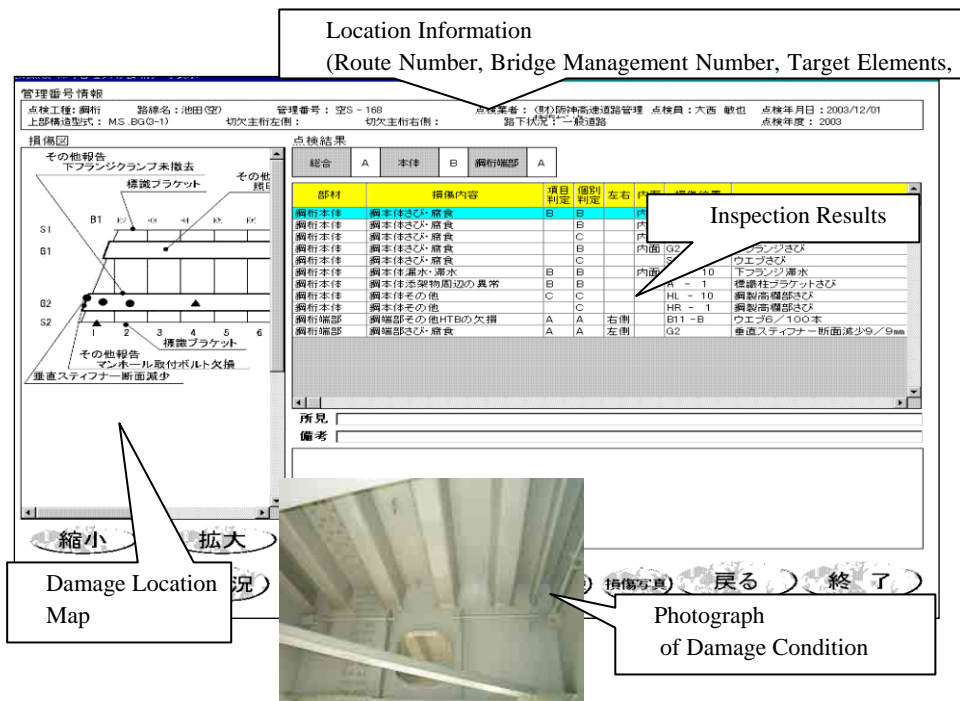 Location Information
(Route Number, Bridge Management Number, Target Elements,
管理番号情報
点検工種：鋼桁 路線名：池田(空) 管理番号：空S－168 点検業者：(財)阪神高速道路管理 点検員：大西 敏也 点検年月日：2003/12/01
上部構造型式：M.S.BG(3-1) 切欠主桁左側： 切欠主桁右側： 路下状況：一般道路 点検年度：2003
損傷図
その他報告
下フランジクランプ未撤去
標識ブラケット
その他
B1
S1
G1
G2
S2
1 2 3 4 5 6
標識ブラケット
その他報告
マンホール取付ボルト欠損
垂直スティフナー断面減少
点検結果
総合 A 本体 B 鋼桁端部 A
部材 損傷内容 項目判定 個別判定 左右
鋼桁本体 鋼本体さび・腐食 B B
鋼桁本体 鋼本体さび・腐食 B
鋼桁本体 鋼本体さび・腐食 C
鋼桁本体 鋼本体さび・腐食 B 内面 G2 フランジさび
鋼桁本体 鋼本体さび・腐食 C ウエブさび
鋼桁本体 鋼本体漏水・滞水 B B 内面 10 下フランジ滞水
鋼桁本体 鋼本体添架物周辺の異常 B B A － 1 標識柱ブラケットさび
鋼桁本体 鋼本体その他 C C HL － 10 鋼製高欄部さび
鋼桁本体 鋼本体その他 C HR － 1 鋼製高欄部さび
鋼桁端部 鋼端部その他HTBの欠損 A A 右側 B11 －B ウエブ6／100本
鋼桁端部 鋼端部さび・腐食 A A 左側 G2 垂直スティフナー断面減少9／9mm
Inspection Results
所見
備考
縮小 拡大
況 損傷写真 戻る 終了
Damage Location
Map
Photograph
of Damage Condition